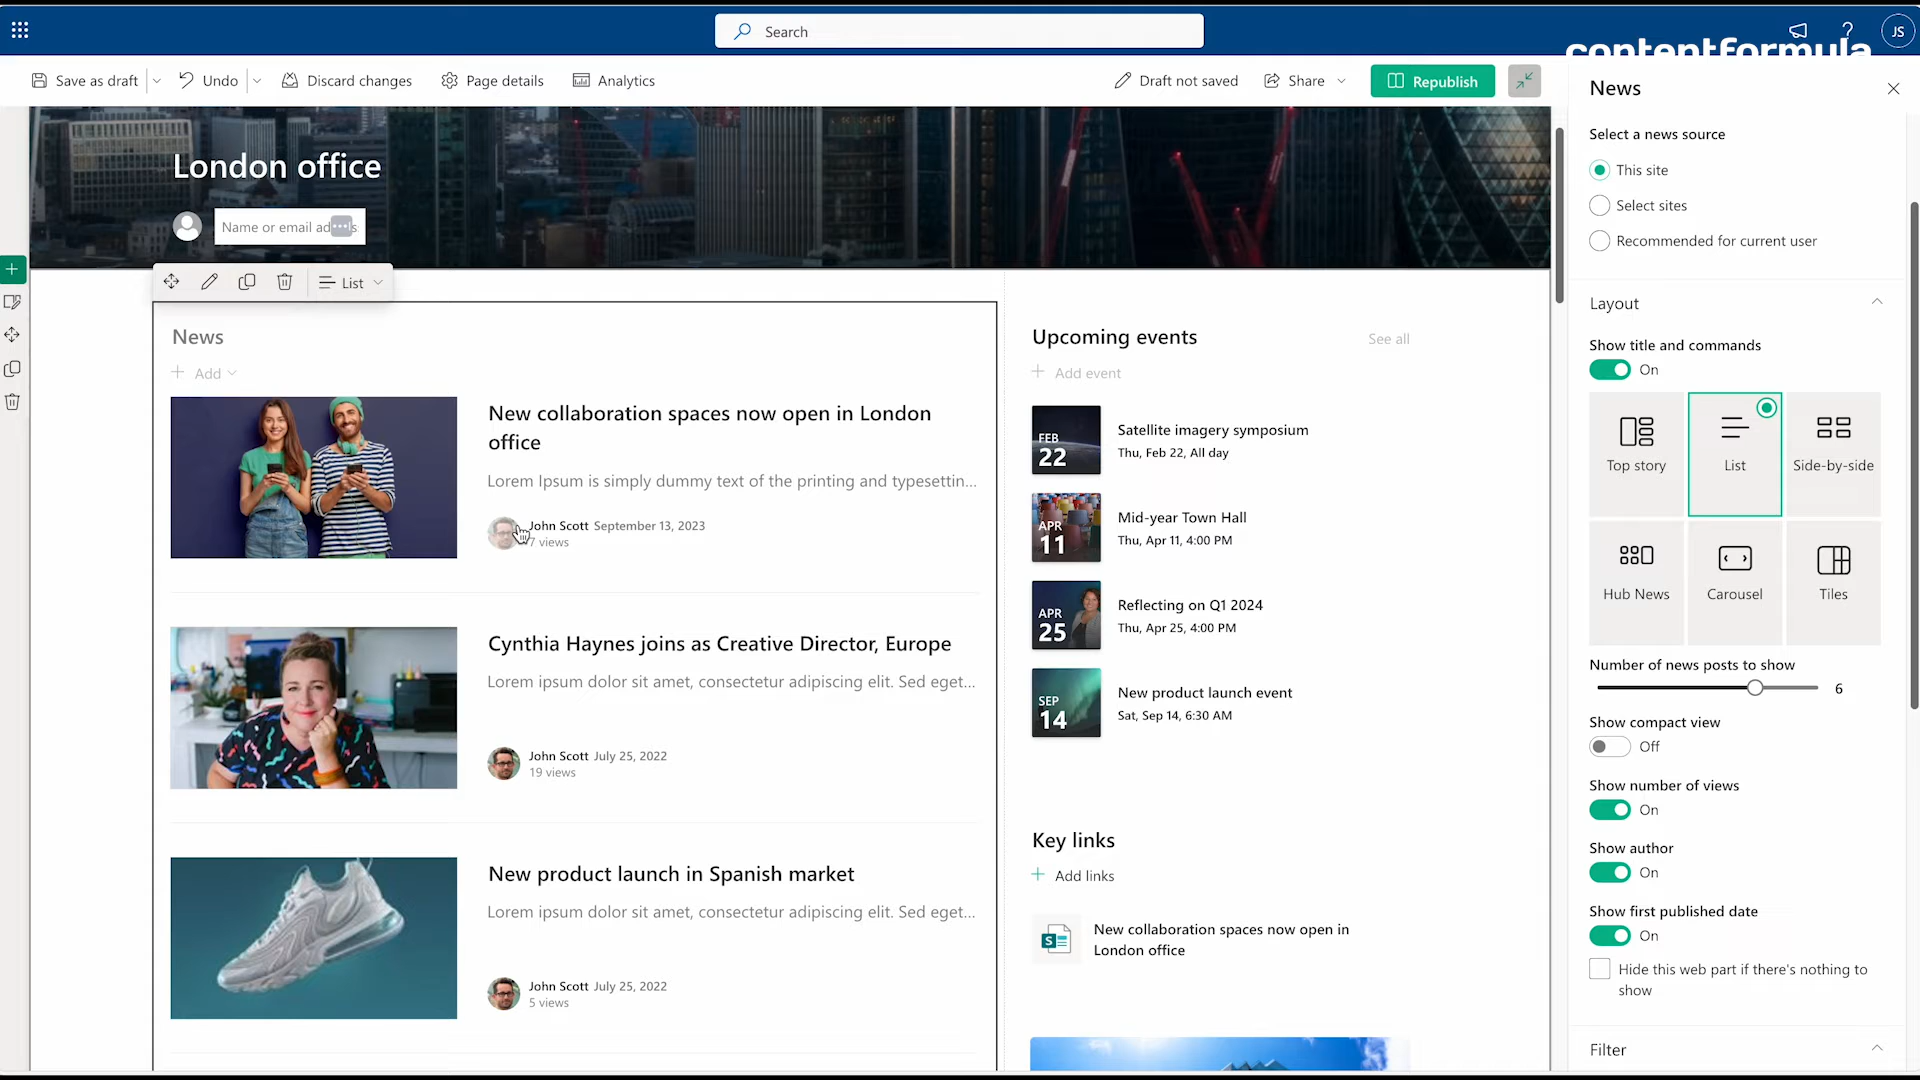 Search
contentformula
?
JS
Save as draft
Undo
Discard changes
Page details
Analytics
Draft not saved
Share
Republish
London office
Name or email ad
s
List
News
Add
New collaboration spaces now open in London
office
Lorem Ipsum is simply dummy text of the printing and typesettin...
John Scott September 13, 2023
7 views
Cynthia Haynes joins as Creative Director, Europe
Lorem ipsum dolor sit amet, consectetur adipiscing elit. Sed eget...
John Scott July 25, 2022
19 views
New product launch in Spanish market
Lorem ipsum dolor sit amet, consectetur adipiscing elit. Sed eget...
John Scott July 25, 2022
5 views
Upcoming events
See all
Add event
FEB
22
Satellite imagery symposium
Thu, Feb 22, All day
APR
11
Mid-year Town Hall
Thu, Apr 11, 4:00 PM
APR
25
Reflecting on Q1 2024
Thu, Apr 25, 4:00 PM
SEP
14
New product launch event
Sat, Sep 14, 6:30 AM
Key links
Add links
S
New collaboration spaces now open in
London office
News
Select a news source
This site
Select sites
Recommended for current user
Layout
Show title and commands
On
Top story
List
Side-by-side
Hub News
Carousel
Tiles
Number of news posts to show
6
Show compact view
Off
Show number of views
On
Show author
On
Show first published date
On
Hide this web part if there's nothing to
show
Filter